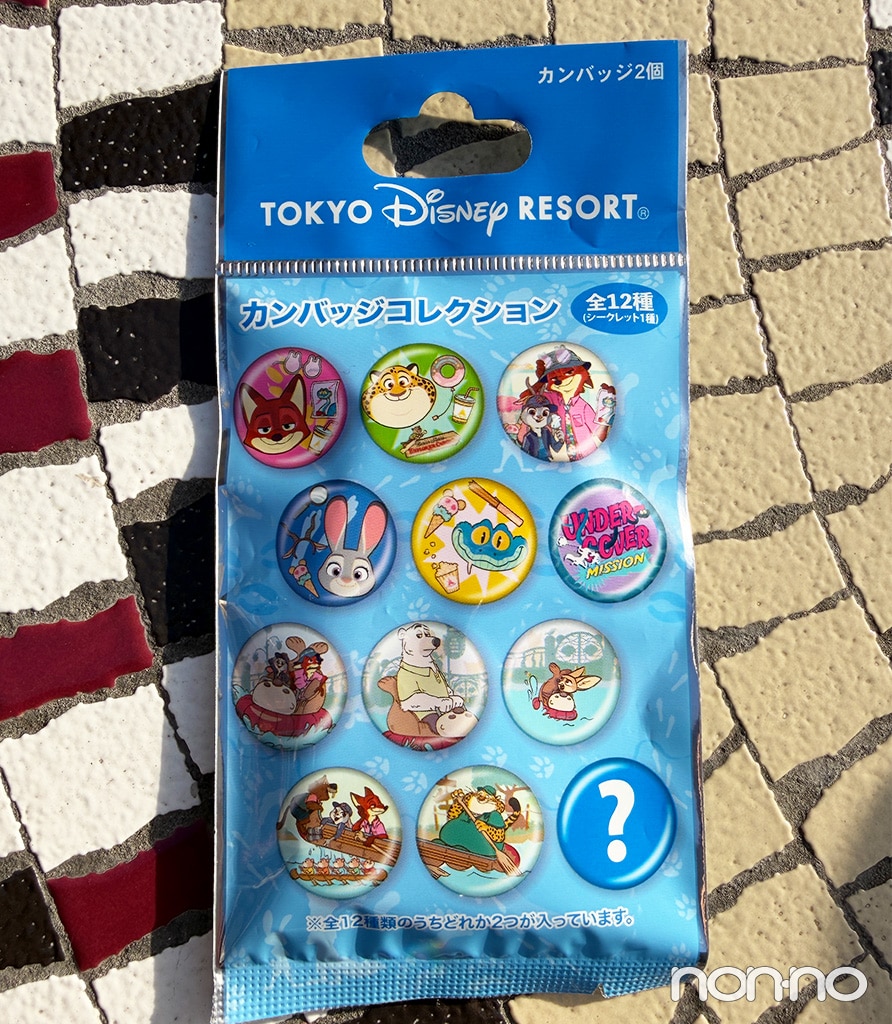 カンバッジ2個
TOKYO Disney RESORT®
カンバッジコレクション
全12種
(シークレット1種)
UNDER
COVER
MISSION
?
※全12種類のうちどれか2つが入っています。
non-no